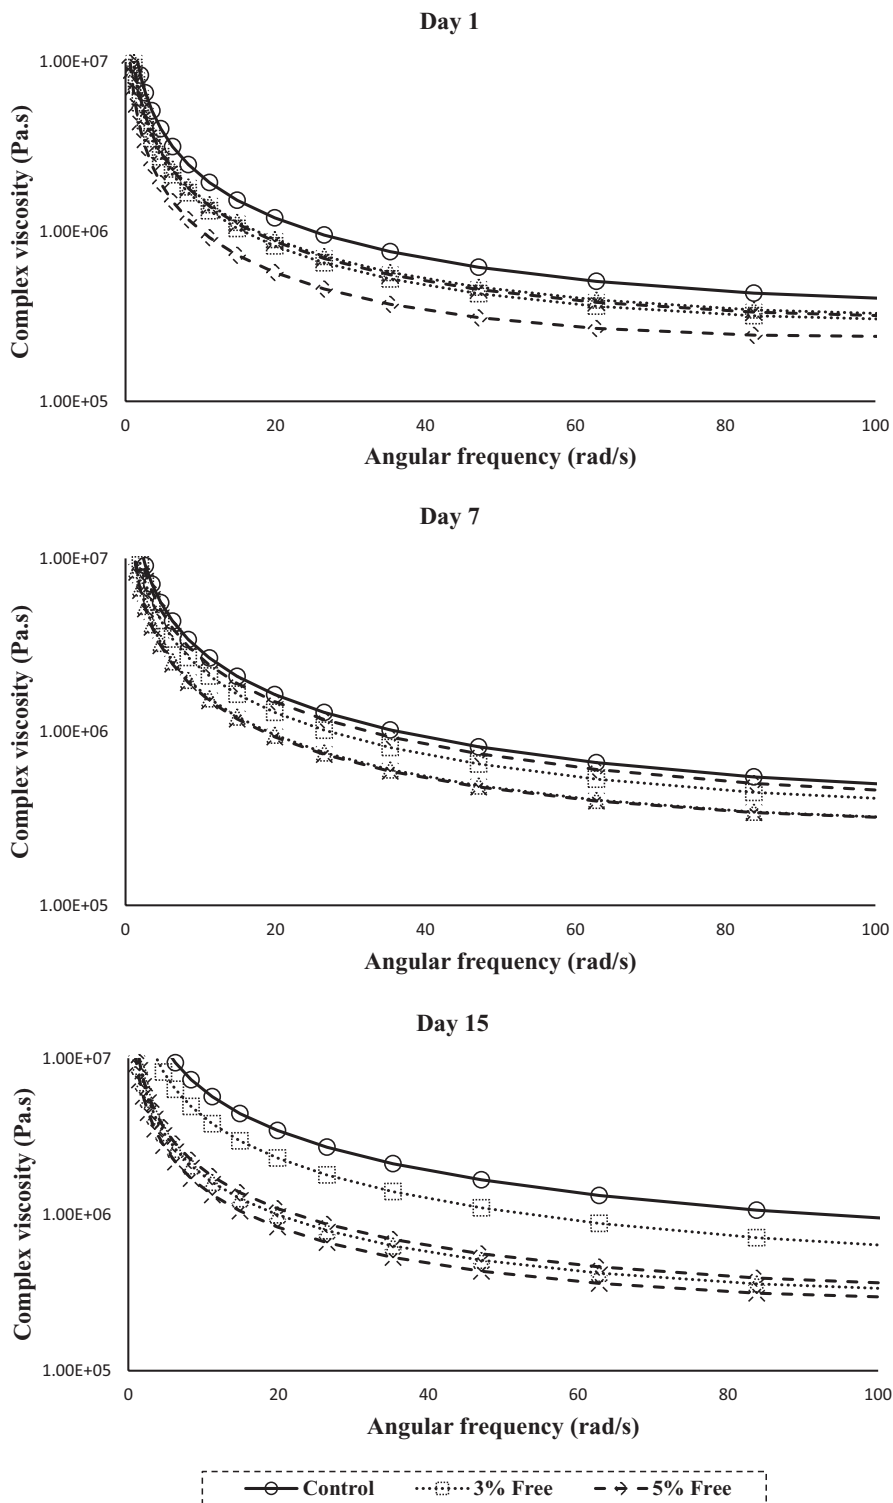 Day 1
Complex viscosity (Pa.s)
1.00E+07
1.00E+06
1.00E+05
0 20 40 60 80 100
Angular frequency (rad/s)
Day 7
Complex viscosity (Pa.s)
1.00E+07
1.00E+06
1.00E+05
0 20 40 60 80 100
Angular frequency (rad/s)
Day 15
Complex viscosity (Pa.s)
1.00E+07
1.00E+06
1.00E+05
0 20 40 60 80 100
Angular frequency (rad/s)
Control 3% Free 5% Free